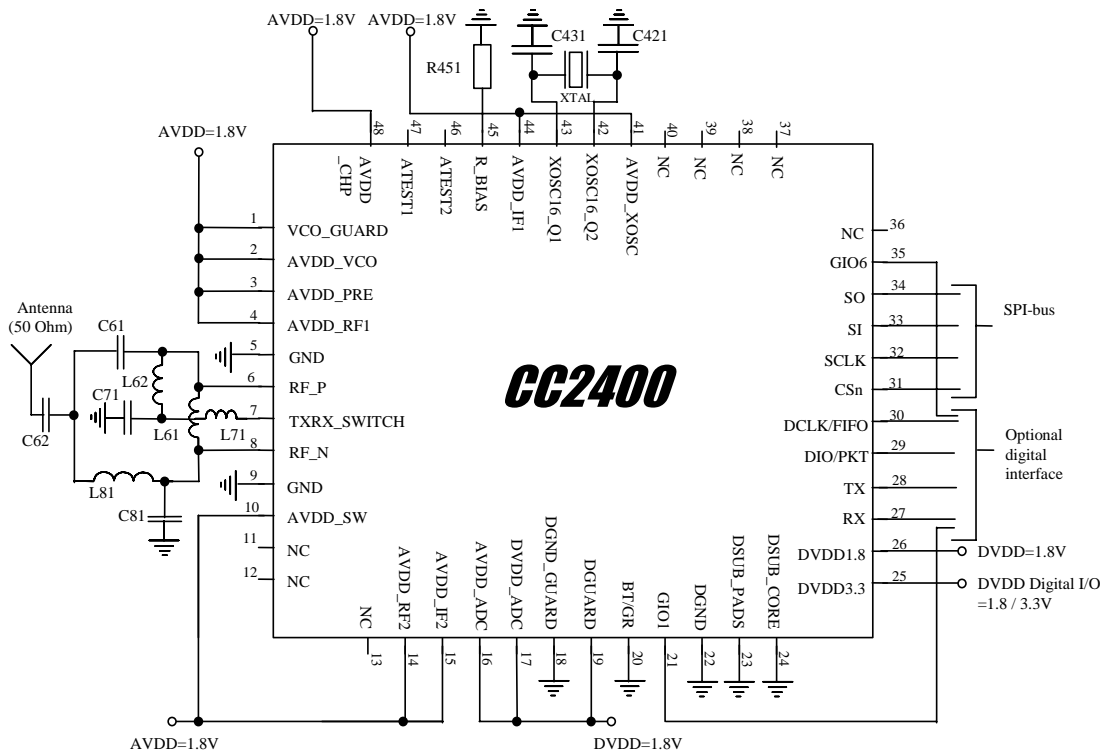 AVDD=1.8V
AVDD=1.8V
C431
C421
R451
XTAL
AVDD=1.8V
48
47
46
45
44
43
42
41
40
39
38
37
AVDD
_CHP
ATEST1
ATEST2
R_BIAS
AVDD_IF1
XOSC16_Q1
XOSC16_Q2
AVDD_XOSC
NC
NC
NC
NC
1
VCO_GUARD
2
AVDD_VCO
3
AVDD_PRE
4
AVDD_RF1
5
GND
6
RF_P
7
TXRX_SWITCH
8
RF_N
9
GND
10
AVDD_SW
11
NC
12
NC
Antenna
(50 Ohm)
C61
L62
C71
L61
L71
C62
L81
C81
CC2400
NC
36
GIO6
35
SO
34
SI
33
SCLK
32
CSn
31
DCLK/FIFO
30
DIO/PKT
29
TX
28
RX
27
DVDD1.8
26
DVDD3.3
25
SPI-bus
Optional
digital
interface
DVDD=1.8V
DVDD Digital I/O
=1.8 / 3.3V
NC
AVDD_RF2
AVDD_IF2
AVDD_ADC
DVDD_ADC
DGND_GUARD
DGUARD
BT/GR
GIO1
DGND
DSUB_PADS
DSUB_CORE
13
14
15
16
17
18
19
20
21
22
23
24
AVDD=1.8V
DVDD=1.8V